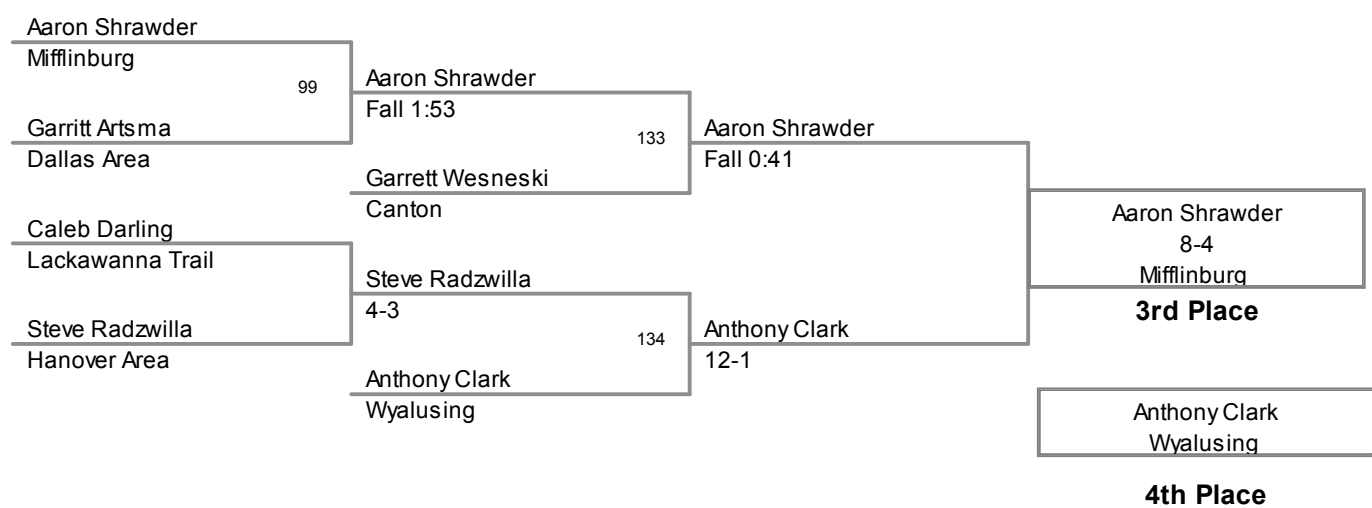 Aaron Shrawder
Mifflinburg
99
Garritt Artsma
Dallas Area
Caleb Darling
Lackawanna Trail
Steve Radzwilla
Hanover Area
Aaron Shrawder
Fall 1:53
133
Garrett Wesneski
Canton
Steve Radzwilla
4-3
134
Anthony Clark
Wyalusing
Aaron Shrawder
Fall 0:41
Anthony Clark
12-1
Aaron Shrawder
8-4
Mifflinburg
3rd Place
Anthony Clark
Wyalusing
4th Place